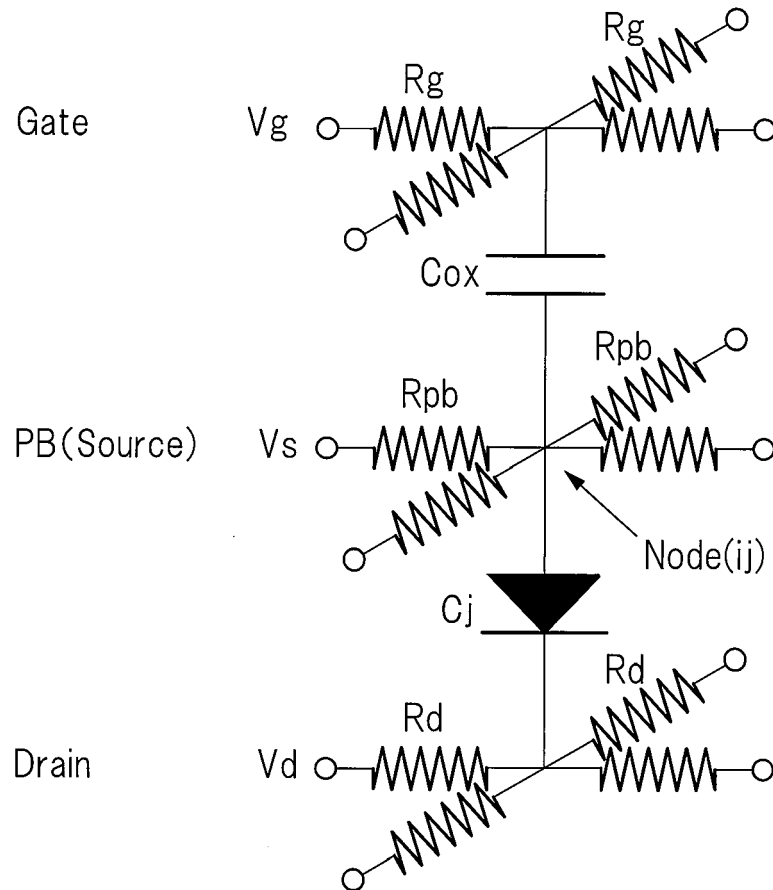 Rg
Rg
Gate Vg
Cox
Rpb
Rpb
PB(Source) Vs
Node(ij)
Cj
Rd
Rd
Drain Vd